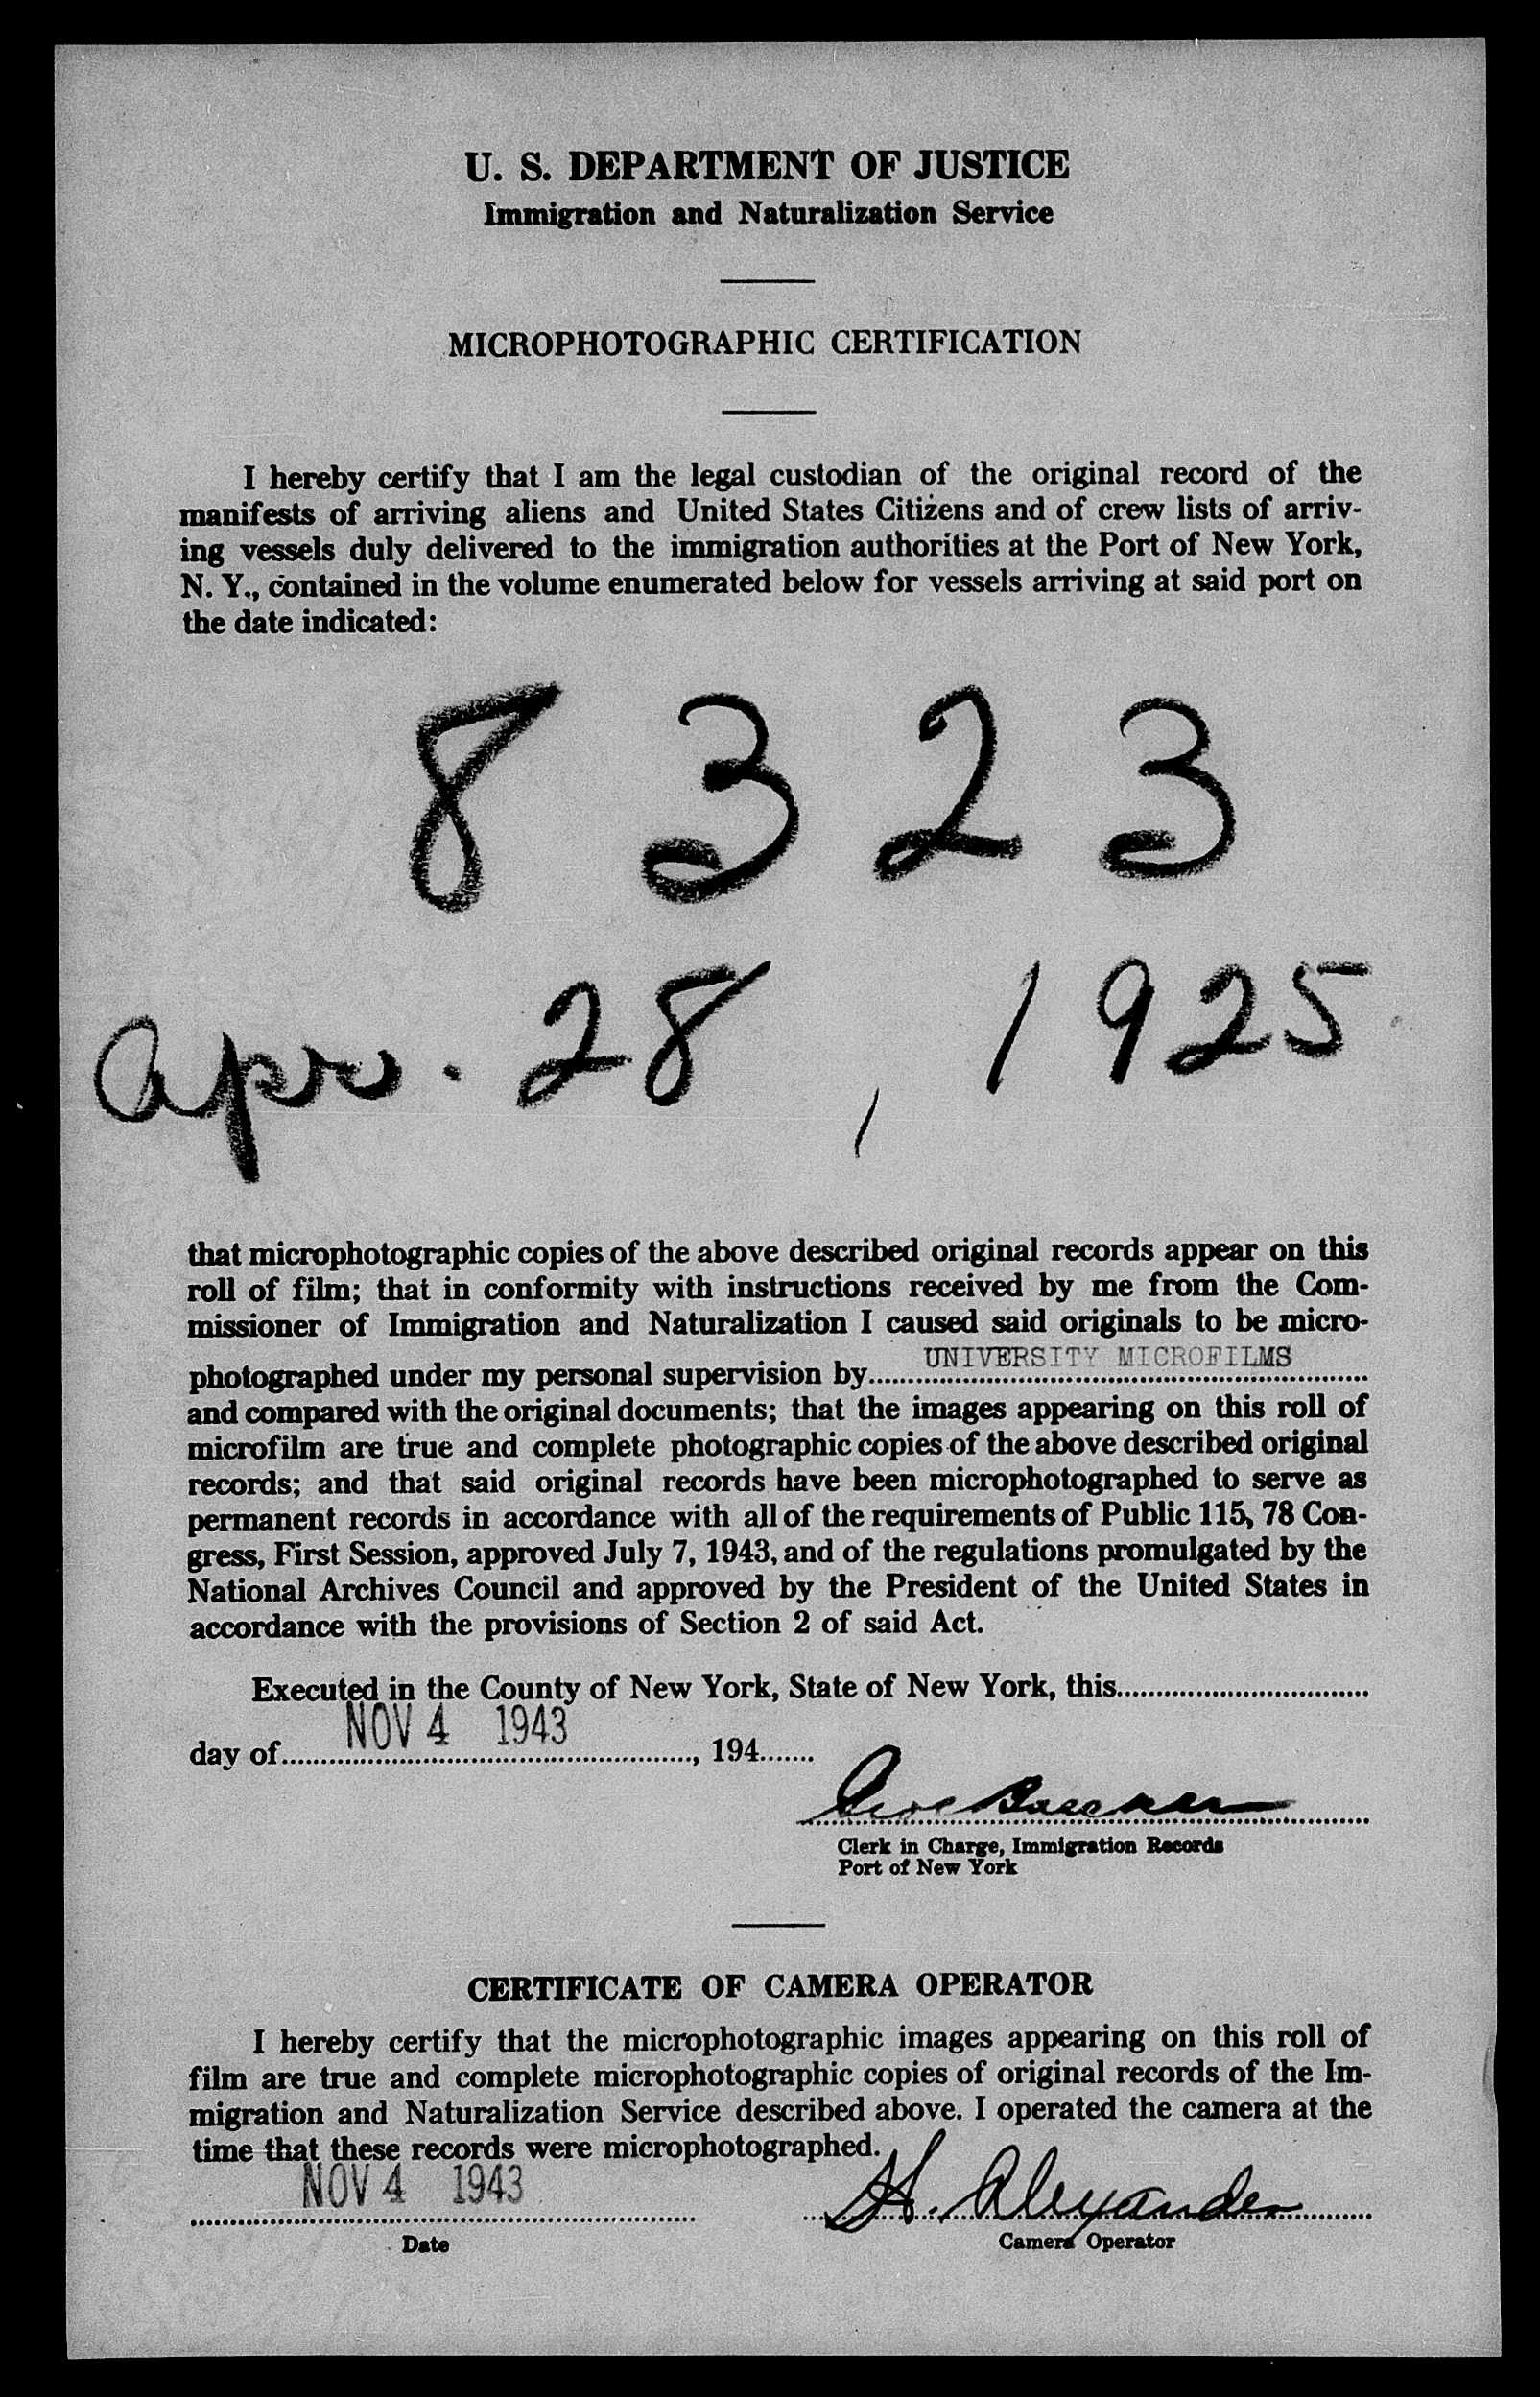 U. S. DEPARTMENT OF JUSTICE
Immigration and Naturalization Service
MICROPHOTOGRAPHIC CERTIFICATION
I hereby certify that I am the legal custodian of the original record of the
manifests of arriving aliens and United States Citizens and of crew lists of arriv-
ing vessels duly delivered to the immigration authorities at the Port of New York,
N. Y., contained in the volume enumerated below for vessels arriving at said port on
the date indicated:
8 3 2 3
Apr. 28, 1925
that microphotographic copies of the above described original records appear on this
roll of film; that in conformity with instructions received by me from the Com-
missioner of Immigration and Naturalization I caused said originals to be micro-
photographed under my personal supervision by UNIVERSITY MICROFILMS
and compared with the original documents; that the images appearing on this roll of
microfilm are true and complete photographic copies of the above described original
records; and that said original records have been microphotographed to serve as
permanent records in accordance with all of the requirements of Public 115, 78 Con-
gress, First Session, approved July 7, 1943, and of the regulations promulgated by the
National Archives Council and approved by the President of the United States in
accordance with the provisions of Section 2 of said Act.
Executed in the County of New York, State of New York, this
day of NOV 4 1943, 194
Clerk in Charge, Immigration Records
Port of New York
CERTIFICATE OF CAMERA OPERATOR
I hereby certify that the microphotographic images appearing on this roll of
film are true and complete microphotographic copies of original records of the Im-
migration and Naturalization Service described above. I operated the camera at the
time that these records were microphotographed.
NOV 4 1943 H. Alexander
Date Camera Operator